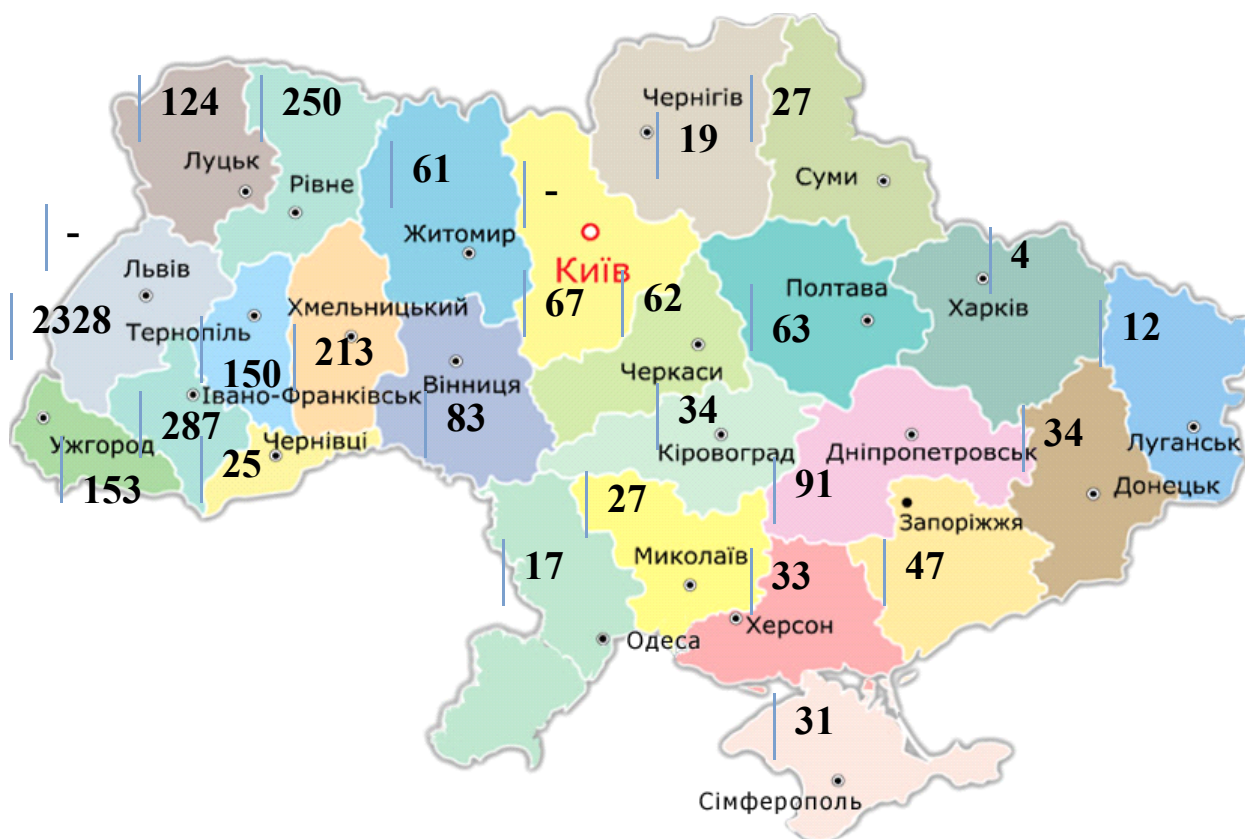 124
250
Чернігів
27
19
Луцьк
Рівне
61
-
Суми
-
Житомир
Львів
Київ
4
2328
Тернопіль
Хмельницький
67
62
Полтава
Харків
12
150
213
63
Вінниця
Черкаси
Івано-Франківськ
287
83
34
Ужгород
Чернівці
Кіровоград
Дніпропетровськ
34
Луганськ
153
25
91
Донецьк
27
Запоріжжя
17
Миколаїв
33
47
Одеса
Херсон
31
Сімферополь